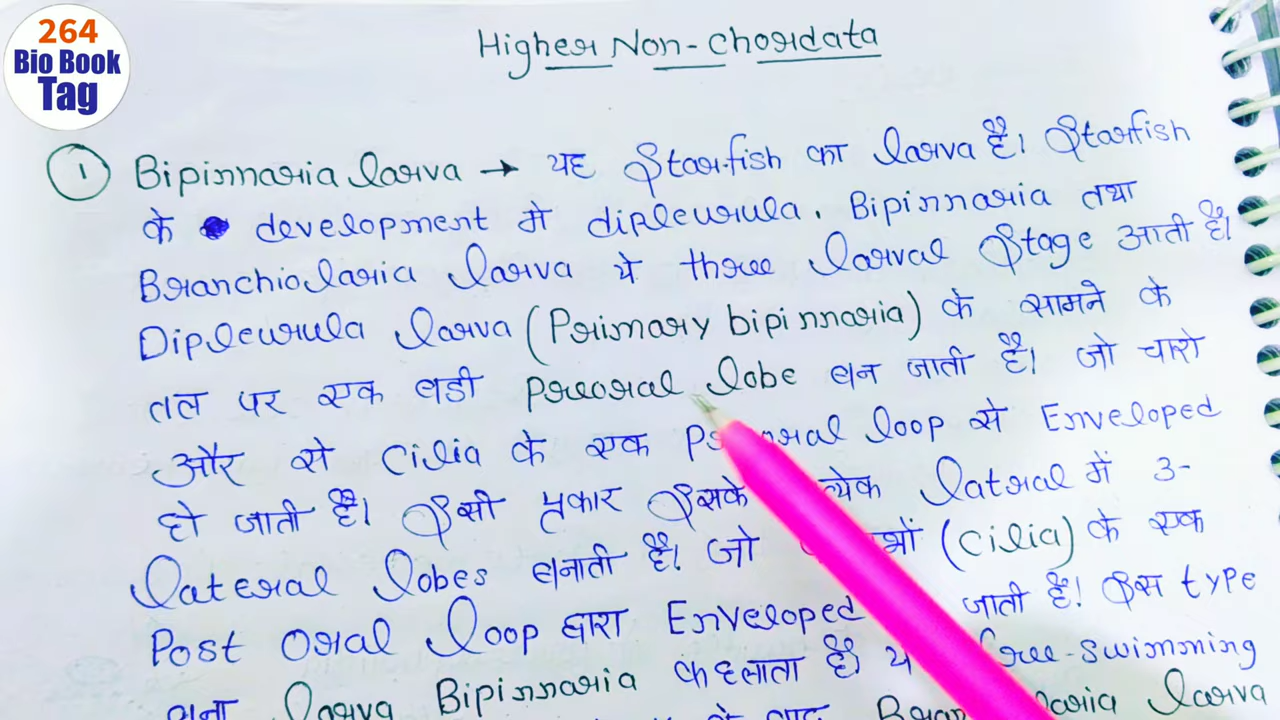 264
Bio Book
Tag
Higher Non-Chordata
① Bipinnaria larva → यह Starfish का larva है। Starfish
के development मे dipleurula. Bipinnaria तथा
Branchiolaria larva ये three larval Stage आती है।
Dipleurula larva (Primary bipinnaria) के सामने के
तल पर एक बडी preoral lobe बन जाती है। जो चारो
और से Cilia के एक loop से Enveloped
हो जाती है। इसी प्रकार इसके lateral में 3-
lateral lobes बनाती है। जो (Cilia) के एक
Post oral loop द्वारा Enveloped जाती है। इस type
बना larva Bipinnaria कहलाता है। free-swimming
larva